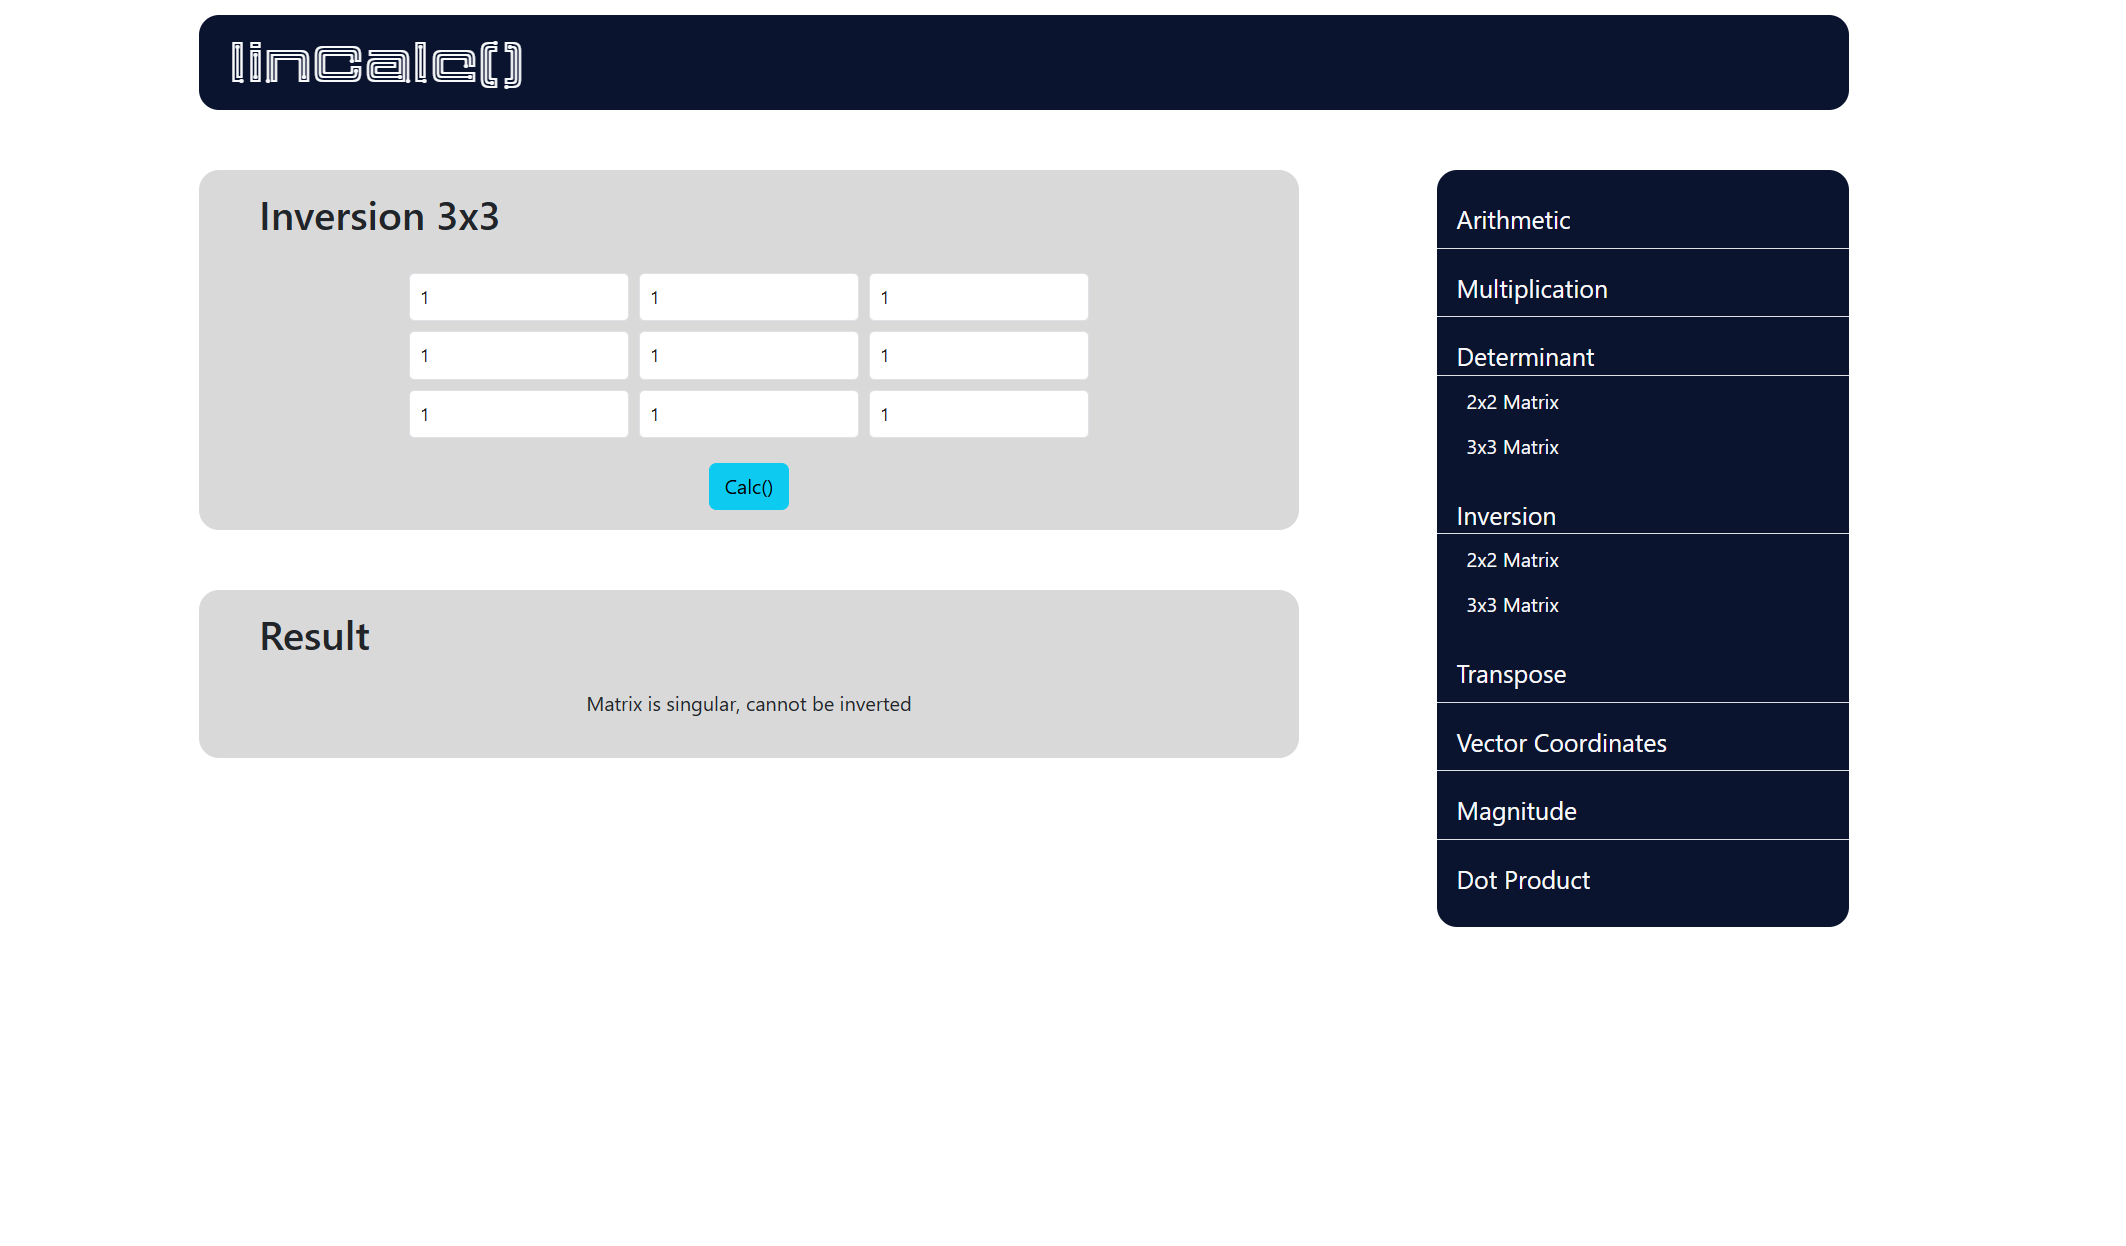 linCalc()
Inversion 3x3
1 1 1
1 1 1
1 1 1
Calc()
Result
Matrix is singular, cannot be inverted
Arithmetic
Multiplication
Determinant
2x2 Matrix
3x3 Matrix
Inversion
2x2 Matrix
3x3 Matrix
Transpose
Vector Coordinates
Magnitude
Dot Product